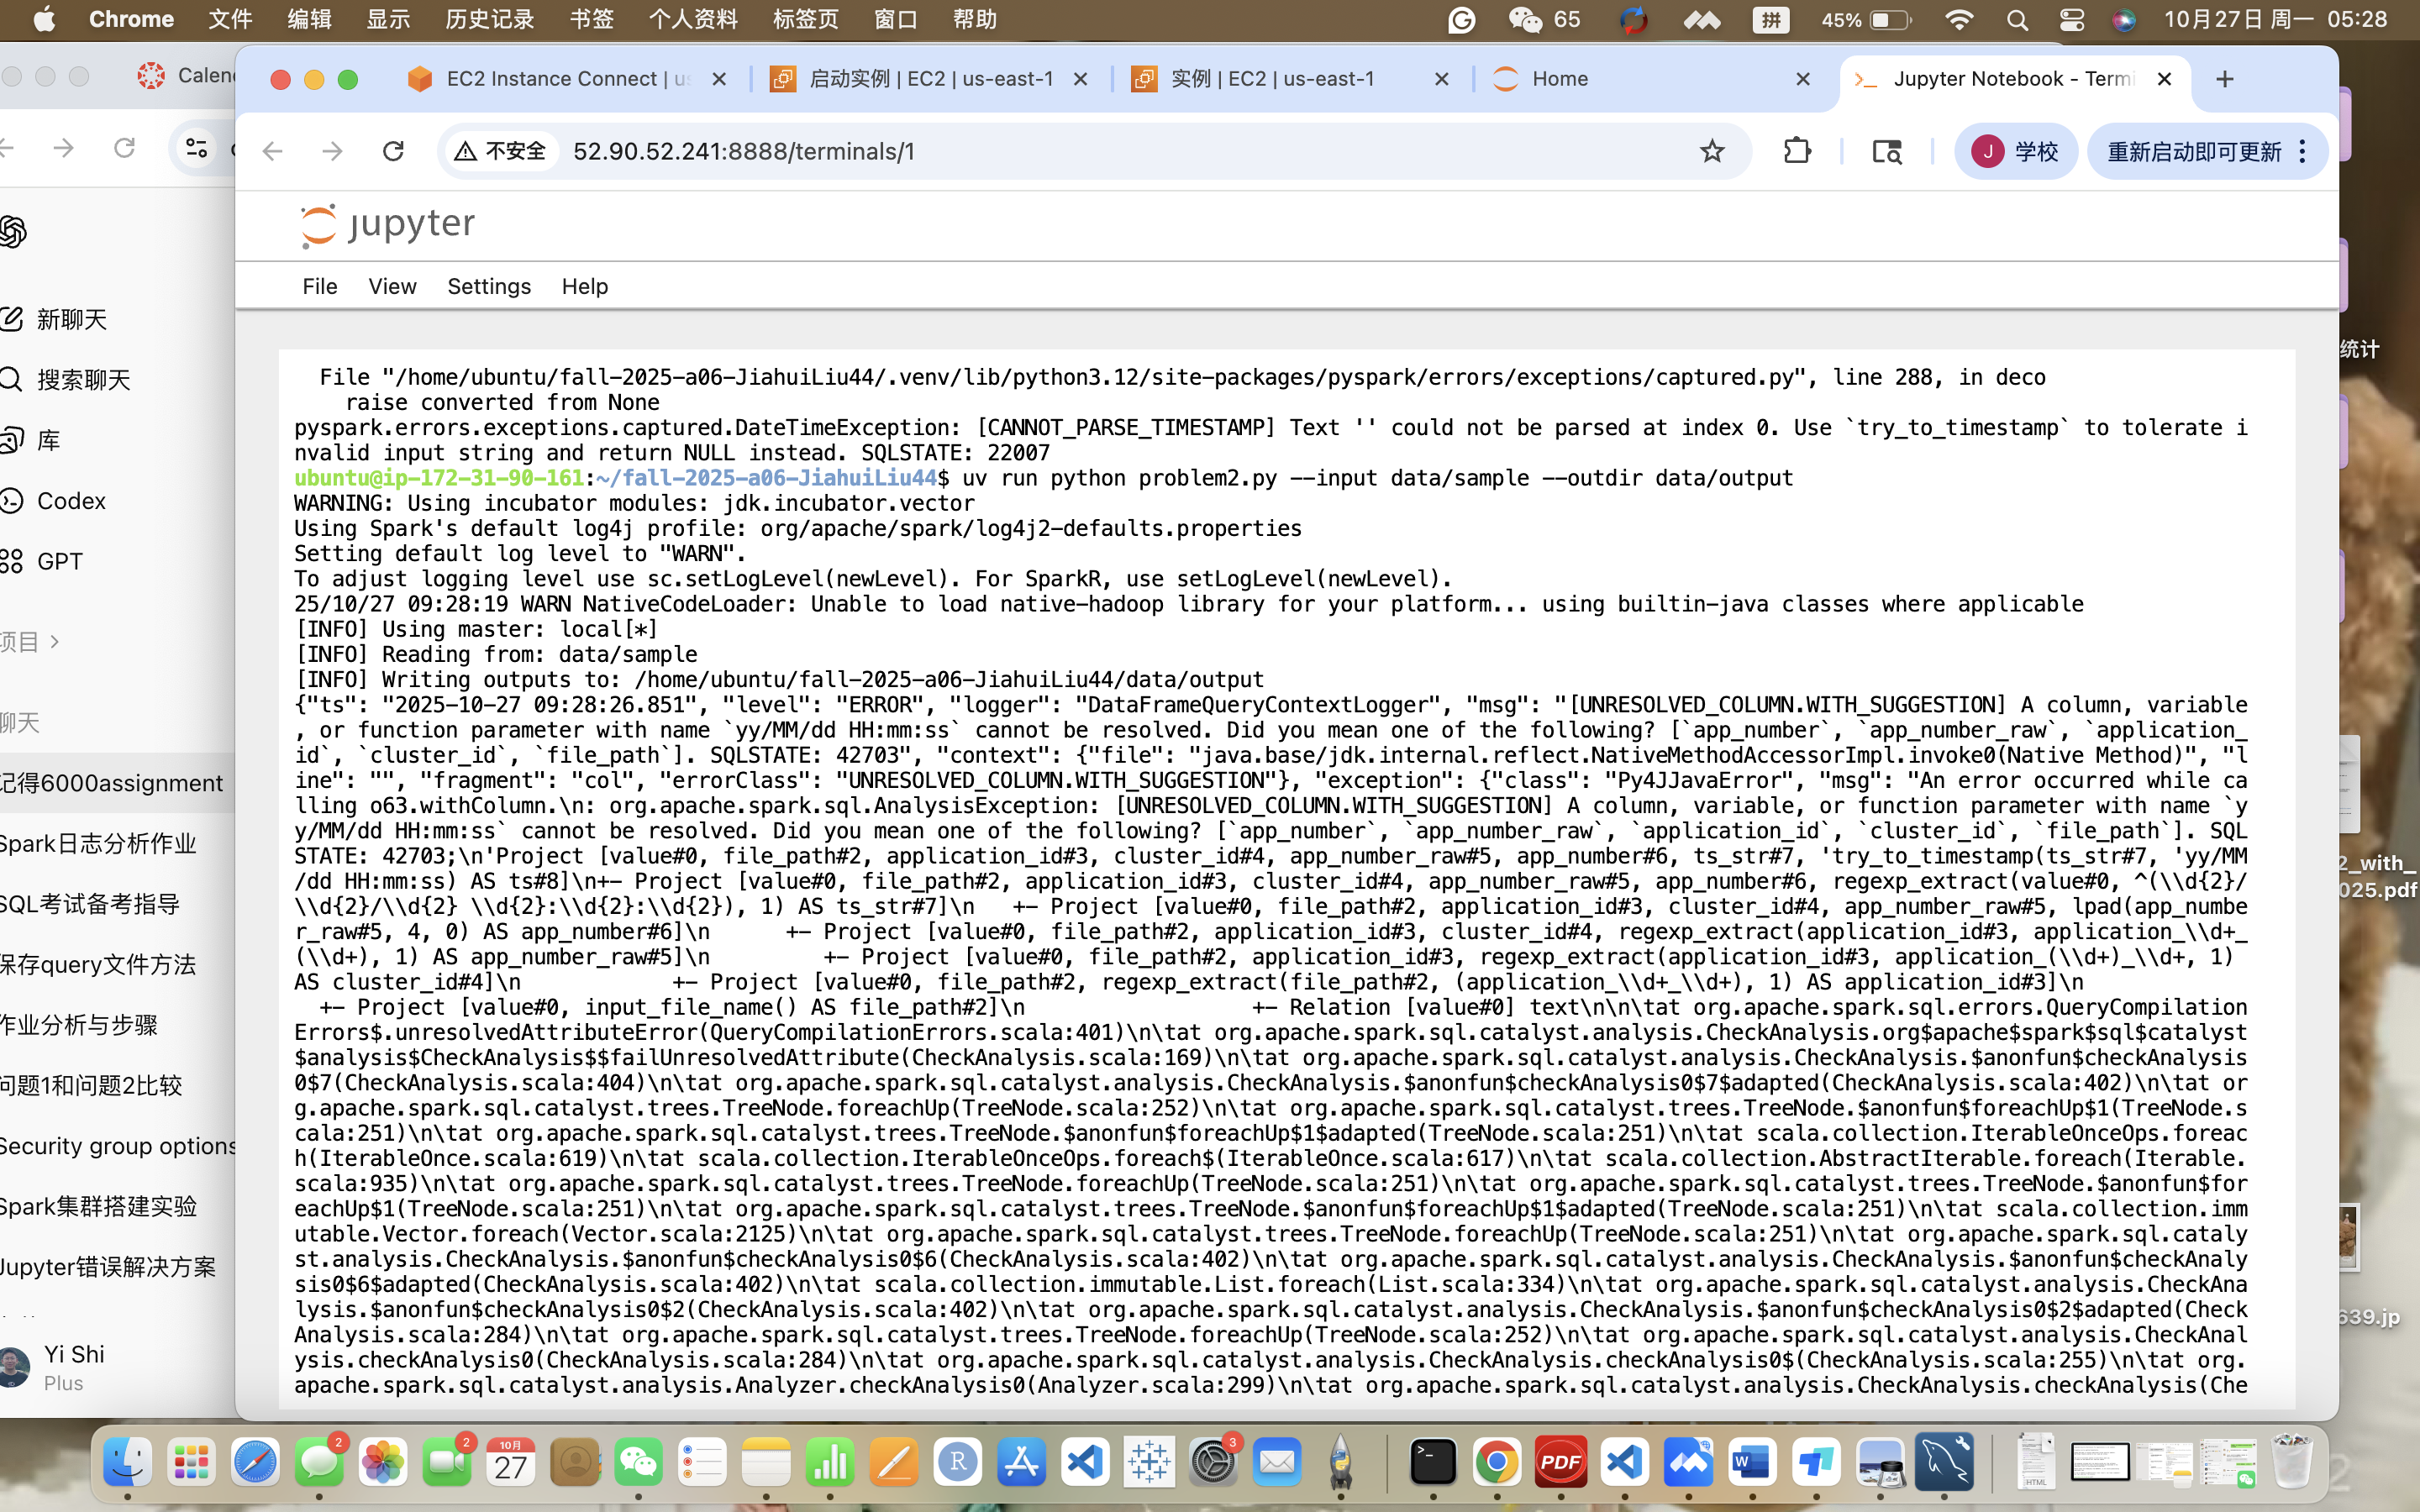 Chrome 文件 编辑 显示 历史记录 书签 个人资料 标签页 窗口 帮助 65 拼 45% 10月27日 周一 05:28
EC2 Instance Connect | us
启动实例 | EC2 | us-east-1
实例 | EC2 | us-east-1
Home
Jupyter Notebook - Termi
不安全 52.90.52.241:8888/terminals/1
J 学校
重新启动即可更新
jupyter
File View Settings Help
File "/home/ubuntu/fall-2025-a06-JiahuiLiu44/.venv/lib/python3.12/site-packages/pyspark/errors/exceptions/captured.py", line 288, in deco
raise converted from None
pyspark.errors.exceptions.captured.DateTimeException: [CANNOT_PARSE_TIMESTAMP] Text '' could not be parsed at index 0. Use `try_to_timestamp` to tolerate i
nvalid input string and return NULL instead. SQLSTATE: 22007
ubuntu@ip-172-31-90-161:~/fall-2025-a06-JiahuiLiu44$ uv run python problem2.py --input data/sample --outdir data/output
WARNING: Using incubator modules: jdk.incubator.vector
Using Spark's default log4j profile: org/apache/spark/log4j2-defaults.properties
Setting default log level to "WARN".
To adjust logging level use sc.setLogLevel(newLevel). For SparkR, use setLogLevel(newLevel).
25/10/27 09:28:19 WARN NativeCodeLoader: Unable to load native-hadoop library for your platform... using builtin-java classes where applicable
[INFO] Using master: local[*]
[INFO] Reading from: data/sample
[INFO] Writing outputs to: /home/ubuntu/fall-2025-a06-JiahuiLiu44/data/output
{"ts": "2025-10-27 09:28:26.851", "level": "ERROR", "logger": "DataFrameQueryContextLogger", "msg": "[UNRESOLVED_COLUMN.WITH_SUGGESTION] A column, variable
, or function parameter with name `yy/MM/dd HH:mm:ss` cannot be resolved. Did you mean one of the following? [`app_number`, `app_number_raw`, `application_
id`, `cluster_id`, `file_path`]. SQLSTATE: 42703", "context": {"file": "java.base/jdk.internal.reflect.NativeMethodAccessorImpl.invoke0(Native Method)", "l
ine": "", "fragment": "col", "errorClass": "UNRESOLVED_COLUMN.WITH_SUGGESTION"}, "exception": {"class": "Py4JJavaError", "msg": "An error occurred while ca
lling o63.withColumn.\n: org.apache.spark.sql.AnalysisException: [UNRESOLVED_COLUMN.WITH_SUGGESTION] A column, variable, or function parameter with name `y
y/MM/dd HH:mm:ss` cannot be resolved. Did you mean one of the following? [`app_number`, `app_number_raw`, `application_id`, `cluster_id`, `file_path`]. SQL
STATE: 42703;\n'Project [value#0, file_path#2, application_id#3, cluster_id#4, app_number_raw#5, app_number#6, ts_str#7, 'try_to_timestamp(ts_str#7, 'yy/MM
/dd HH:mm:ss) AS ts#8]\n+- Project [value#0, file_path#2, application_id#3, cluster_id#4, app_number_raw#5, app_number#6, regexp_extract(value#0, ^(\\d{2}/
\\d{2}/\\d{2} \\d{2}:\\d{2}:\\d{2}), 1) AS ts_str#7]\n   +- Project [value#0, file_path#2, application_id#3, cluster_id#4, app_number_raw#5, lpad(app_numbe
r_raw#5, 4, 0) AS app_number#6]\n      +- Project [value#0, file_path#2, application_id#3, cluster_id#4, regexp_extract(application_id#3, application_\\d+_
(\\d+), 1) AS app_number_raw#5]\n         +- Project [value#0, file_path#2, application_id#3, regexp_extract(application_id#3, application_(\\d+)_\\d+, 1)
AS cluster_id#4]\n            +- Project [value#0, file_path#2, regexp_extract(file_path#2, (application_\\d+_\\d+), 1) AS application_id#3]\n
+- Project [value#0, input_file_name() AS file_path#2]\n                  +- Relation [value#0] text\n\n\tat org.apache.spark.sql.errors.QueryCompilation
Errors$.unresolvedAttributeError(QueryCompilationErrors.scala:401)\n\tat org.apache.spark.sql.catalyst.analysis.CheckAnalysis.org$apache$spark$sql$catalyst
$analysis$CheckAnalysis$$failUnresolvedAttribute(CheckAnalysis.scala:169)\n\tat org.apache.spark.sql.catalyst.analysis.CheckAnalysis.$anonfun$checkAnalysis
0$7(CheckAnalysis.scala:404)\n\tat org.apache.spark.sql.catalyst.analysis.CheckAnalysis.$anonfun$checkAnalysis0$7$adapted(CheckAnalysis.scala:402)\n\tat or
g.apache.spark.sql.catalyst.trees.TreeNode.foreachUp(TreeNode.scala:252)\n\tat org.apache.spark.sql.catalyst.trees.TreeNode.$anonfun$foreachUp$1(TreeNode.s
cala:251)\n\tat org.apache.spark.sql.catalyst.trees.TreeNode.$anonfun$foreachUp$1$adapted(TreeNode.scala:251)\n\tat scala.collection.IterableOnceOps.foreac
h(IterableOnce.scala:619)\n\tat scala.collection.IterableOnceOps.foreach$(IterableOnce.scala:617)\n\tat scala.collection.AbstractIterable.foreach(Iterable.
scala:935)\n\tat org.apache.spark.sql.catalyst.trees.TreeNode.foreachUp(TreeNode.scala:251)\n\tat org.apache.spark.sql.catalyst.trees.TreeNode.$anonfun$for
eachUp$1(TreeNode.scala:251)\n\tat org.apache.spark.sql.catalyst.trees.TreeNode.$anonfun$foreachUp$1$adapted(TreeNode.scala:251)\n\tat scala.collection.imm
utable.Vector.foreach(Vector.scala:2125)\n\tat org.apache.spark.sql.catalyst.trees.TreeNode.foreachUp(TreeNode.scala:251)\n\tat org.apache.spark.sql.cataly
st.analysis.CheckAnalysis.$anonfun$checkAnalysis0$6(CheckAnalysis.scala:402)\n\tat org.apache.spark.sql.catalyst.analysis.CheckAnalysis.$anonfun$checkAnaly
sis0$6$adapted(CheckAnalysis.scala:402)\n\tat scala.collection.immutable.List.foreach(List.scala:334)\n\tat org.apache.spark.sql.catalyst.analysis.CheckAna
lysis.$anonfun$checkAnalysis0$2(CheckAnalysis.scala:402)\n\tat org.apache.spark.sql.catalyst.analysis.CheckAnalysis.$anonfun$checkAnalysis0$2$adapted(Check
Analysis.scala:284)\n\tat org.apache.spark.sql.catalyst.trees.TreeNode.foreachUp(TreeNode.scala:252)\n\tat org.apache.spark.sql.catalyst.analysis.CheckAnal
ysis.checkAnalysis0(CheckAnalysis.scala:284)\n\tat org.apache.spark.sql.catalyst.analysis.CheckAnalysis.checkAnalysis0$(CheckAnalysis.scala:255)\n\tat org.
apache.spark.sql.catalyst.analysis.Analyzer.checkAnalysis0(Analyzer.scala:299)\n\tat org.apache.spark.sql.catalyst.analysis.CheckAnalysis.checkAnalysis(Che
Calend
新聊天
搜索聊天
库
Codex
GPT
项目
聊天
记得6000assignment
Spark日志分析作业
SQL考试备考指导
保存query文件方法
作业分析与步骤
问题1和问题2比较
Security group options
Spark集群搭建实验
Jupyter错误解决方案
Yi Shi
Plus
统计
2_with_
025.pdf
639.jp
2
2
10月
27
3
PDF
HTML